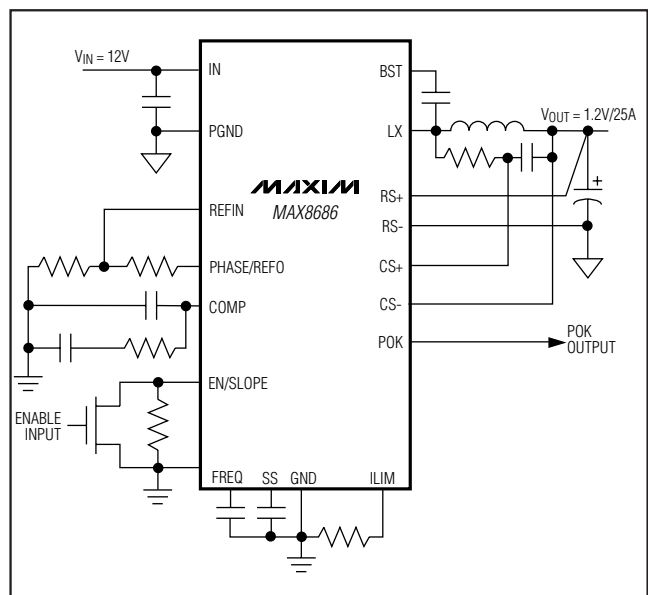 VIN = 12V
IN
PGND
REFIN
PHASE/REFO
COMP
EN/SLOPE
ENABLE
INPUT
MAXIM
MAX8686
BST
LX
VOUT = 1.2V/25A
RS+
+
RS-
CS+
CS-
POK
POK
OUTPUT
FREQ
SS
GND
ILIM